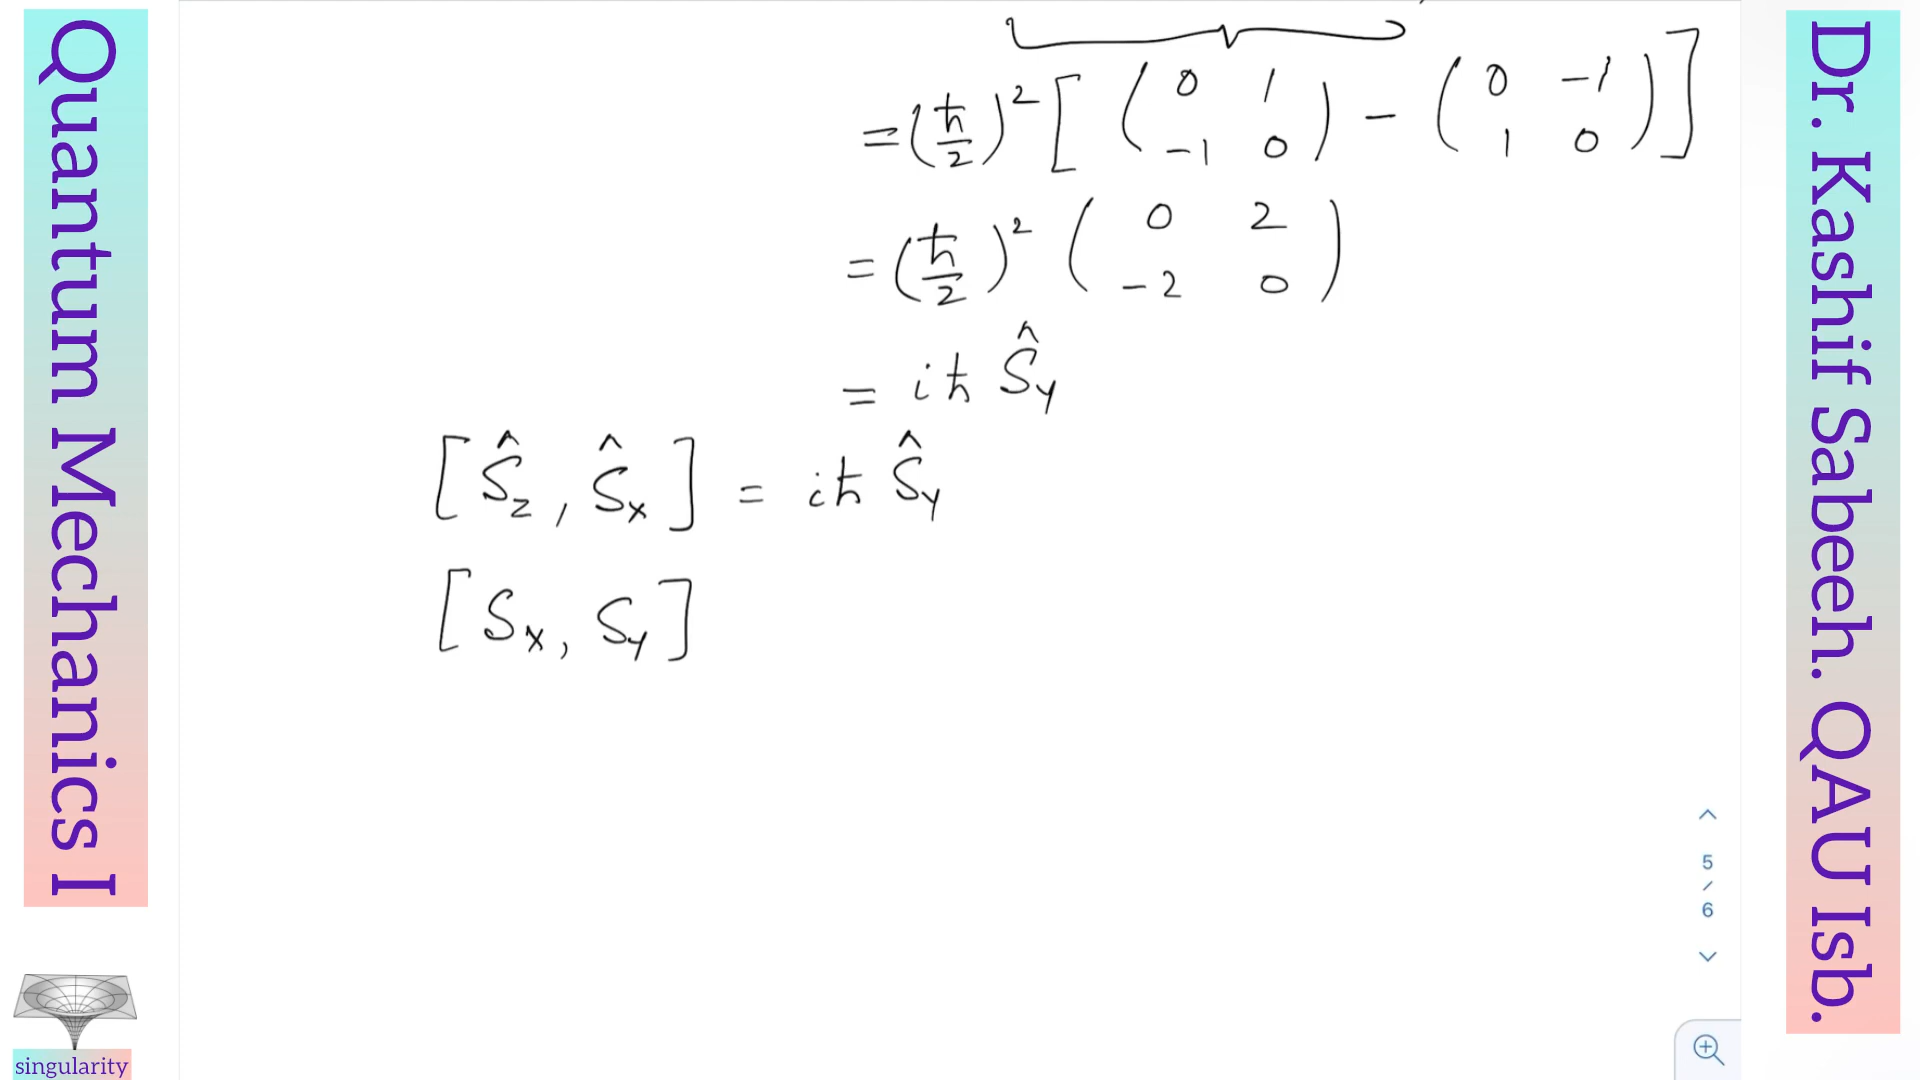 Quantum Mechanics I
= (ℏ/2)² [ ( 0 1 ; -1 0 ) - ( 0 -1 ; 1 0 ) ]
= (ℏ/2)² ( 0 2 ; -2 0 )
= iℏ Ŝy
[ Ŝz , Ŝx ] = iℏ Ŝy
[ Sx, Sy ]
5
/
6
singularity
Dr. Kashif Sabeeh. QAU Isb.